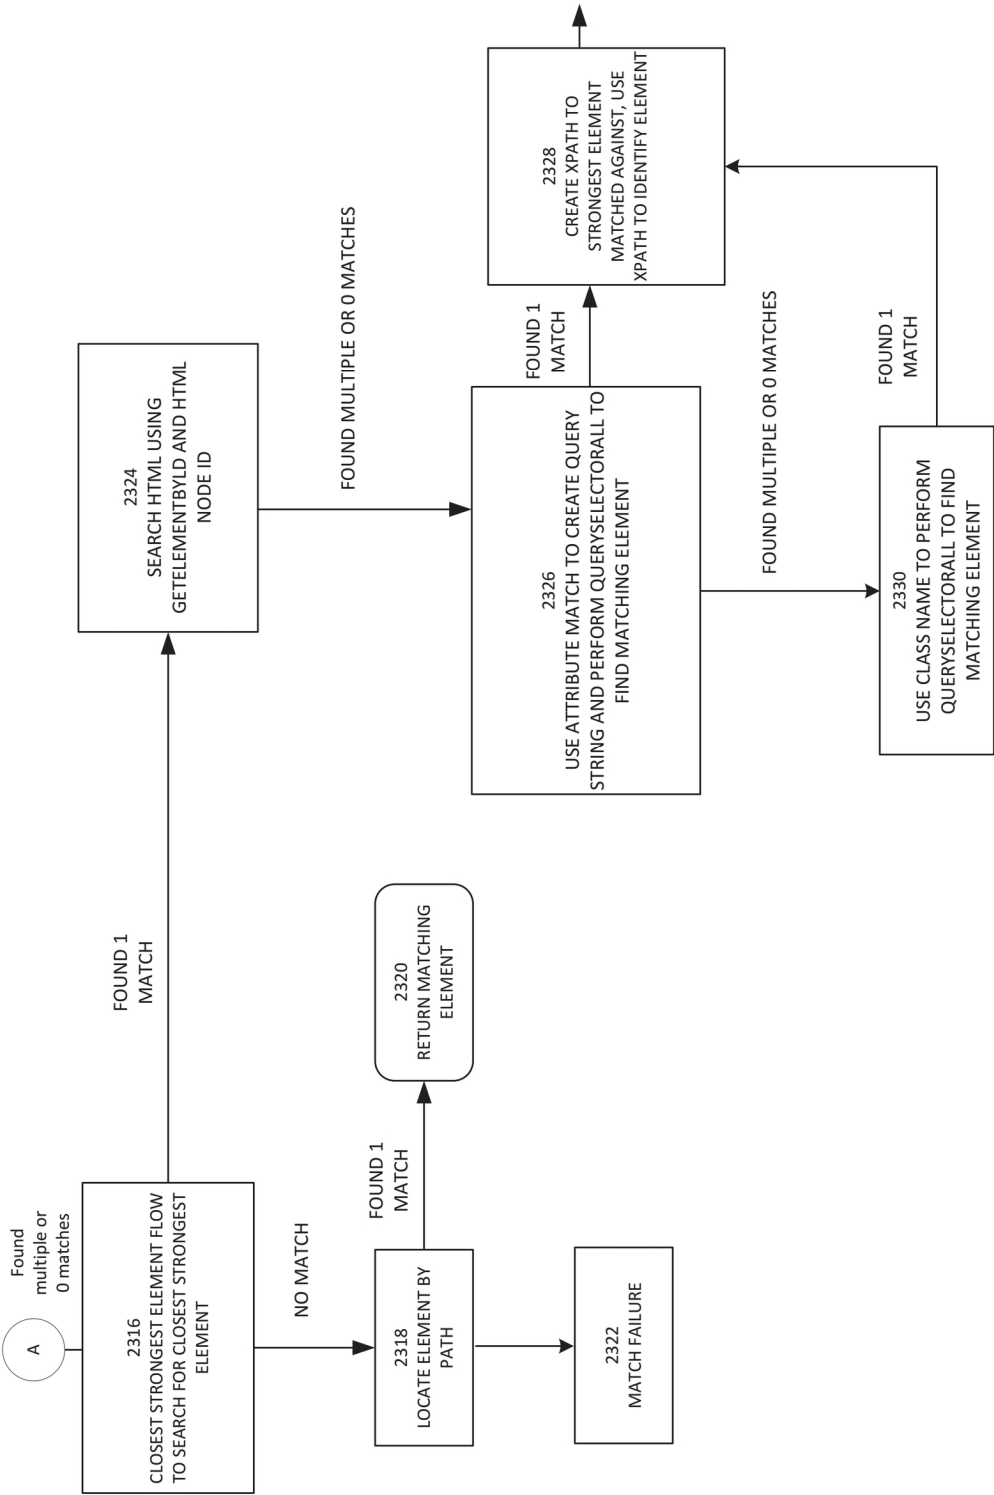 A
Found
multiple or
0 matches
2316
CLOSEST STRONGEST ELEMENT FLOW
TO SEARCH FOR CLOSEST STRONGEST
ELEMENT
FOUND 1
MATCH
2324
SEARCH HTML USING
GETELEMENTBYLD AND HTML
NODE ID
NO MATCH
2318
LOCATE ELEMENT BY
PATH
FOUND 1
MATCH
2320
RETURN MATCHING
ELEMENT
2322
MATCH FAILURE
FOUND MULTIPLE OR 0 MATCHES
2326
USE ATTRIBUTE MATCH TO CREATE QUERY
STRING AND PERFORM QUERYSELECTORALL TO
FIND MATCHING ELEMENT
FOUND 1
MATCH
2328
CREATE XPATH TO
STRONGEST ELEMENT
MATCHED AGAINST, USE
XPATH TO IDENTIFY ELEMENT
FOUND MULTIPLE OR 0 MATCHES
2330
USE CLASS NAME TO PERFORM
QUERYSELECTORALL TO FIND
MATCHING ELEMENT
FOUND 1
MATCH